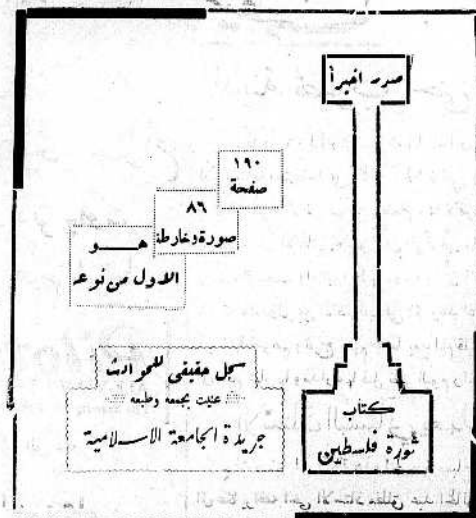 صدر اخيراً
١٩٠
صفحة
٨٦
صورة وخارطة
هـــو
الاول من نوعه
كتاب
ثورة فلسطين
سجل حقيقي للحوادث
عنيت بجمعه وطبعه
جريدة الجامعة الاسلامية